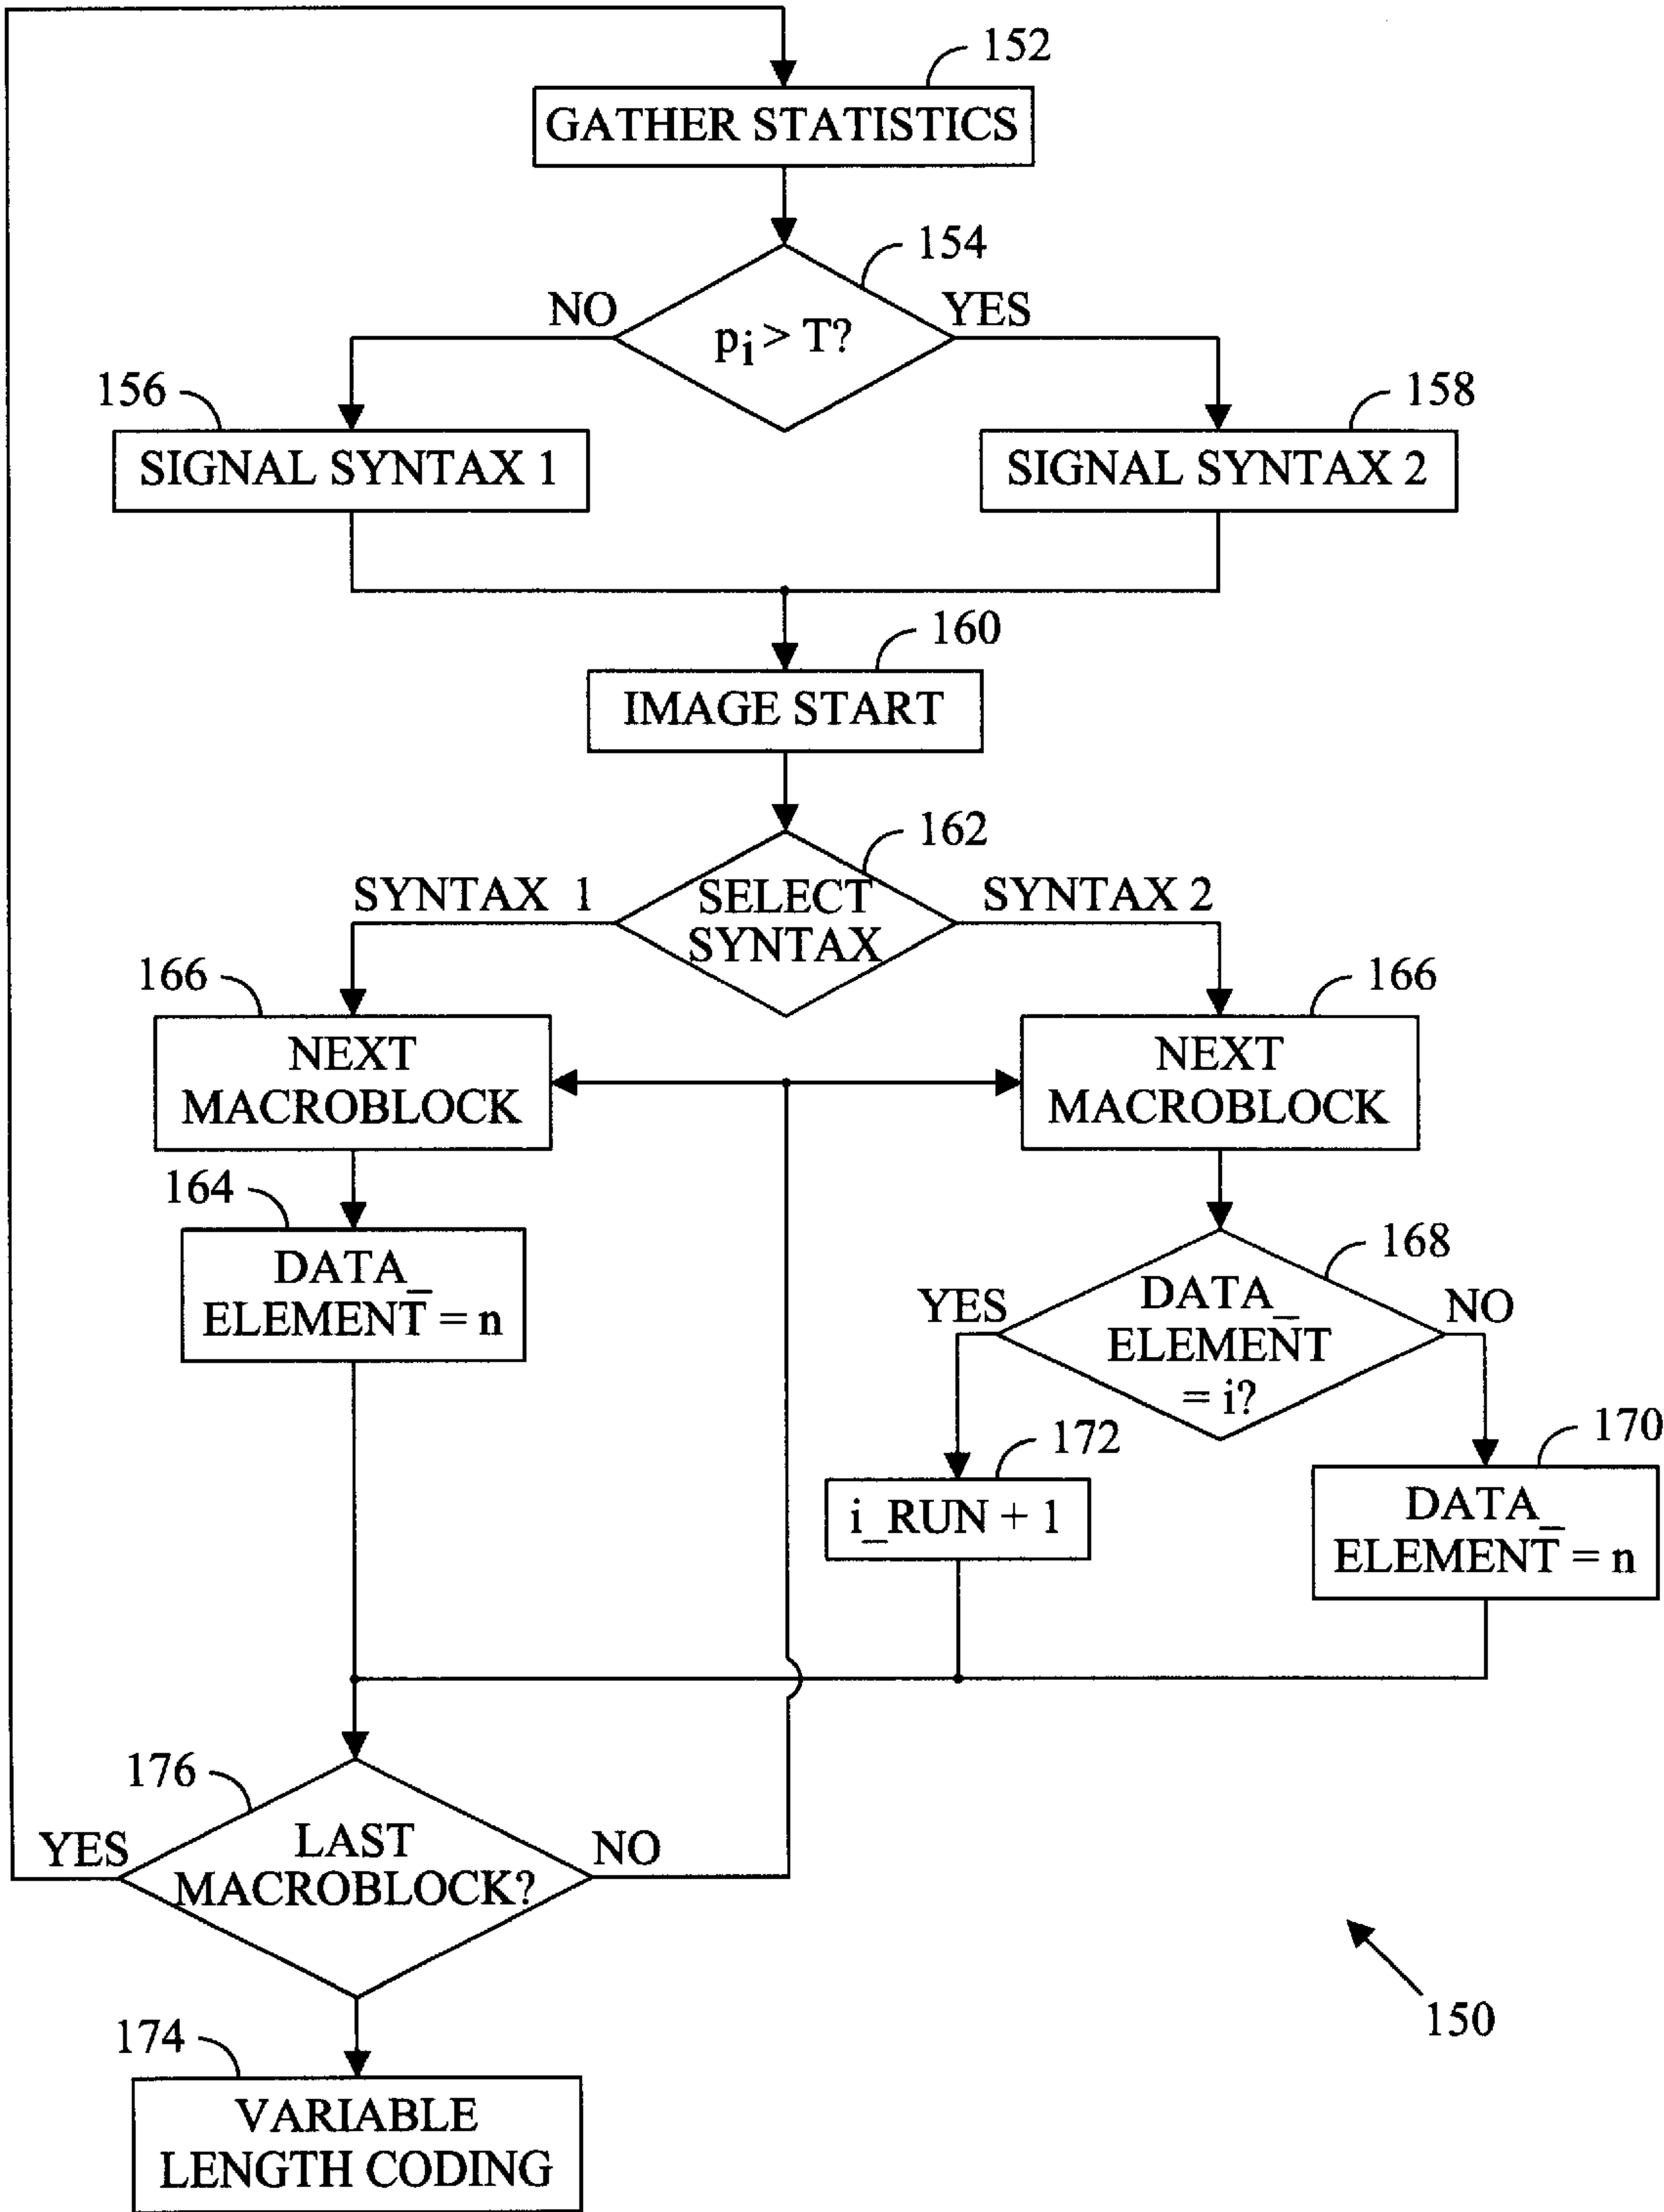 152
GATHER STATISTICS
154
NO
YES
pi > T?
156
158
SIGNAL SYNTAX 1
SIGNAL SYNTAX 2
160
IMAGE START
162
SYNTAX 1
SELECT
SYNTAX
SYNTAX 2
166
166
NEXT
MACROBLOCK
NEXT
MACROBLOCK
164
DATA_
ELEMENT = n
168
YES
DATA_
ELEMENT
= i?
NO
172
i_RUN + 1
170
DATA_
ELEMENT = n
176
YES
LAST
MACROBLOCK?
NO
150
174
VARIABLE
LENGTH CODING